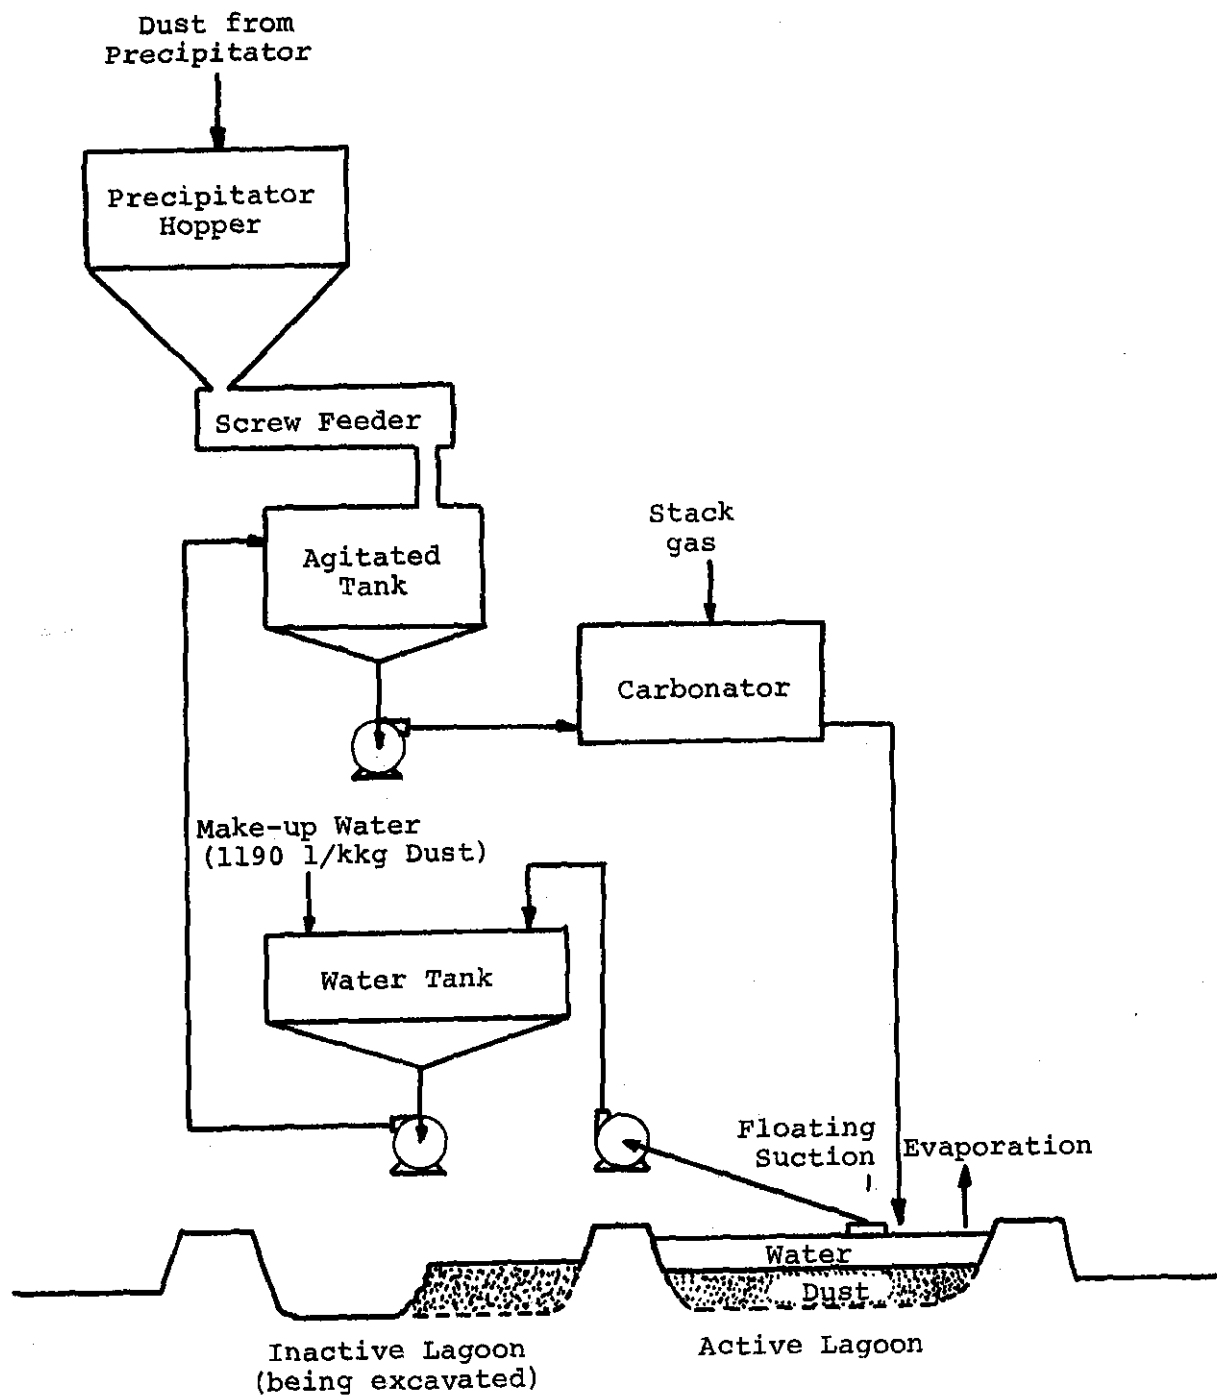 Dust from
Precipitator
Precipitator
Hopper
Screw Feeder
Agitated
Tank
Stack
gas
Carbonator
Make-up Water
(1190 l/kkg Dust)
Water Tank
Floating
Suction
Evaporation
Water
Dust
Inactive Lagoon
(being excavated)
Active Lagoon